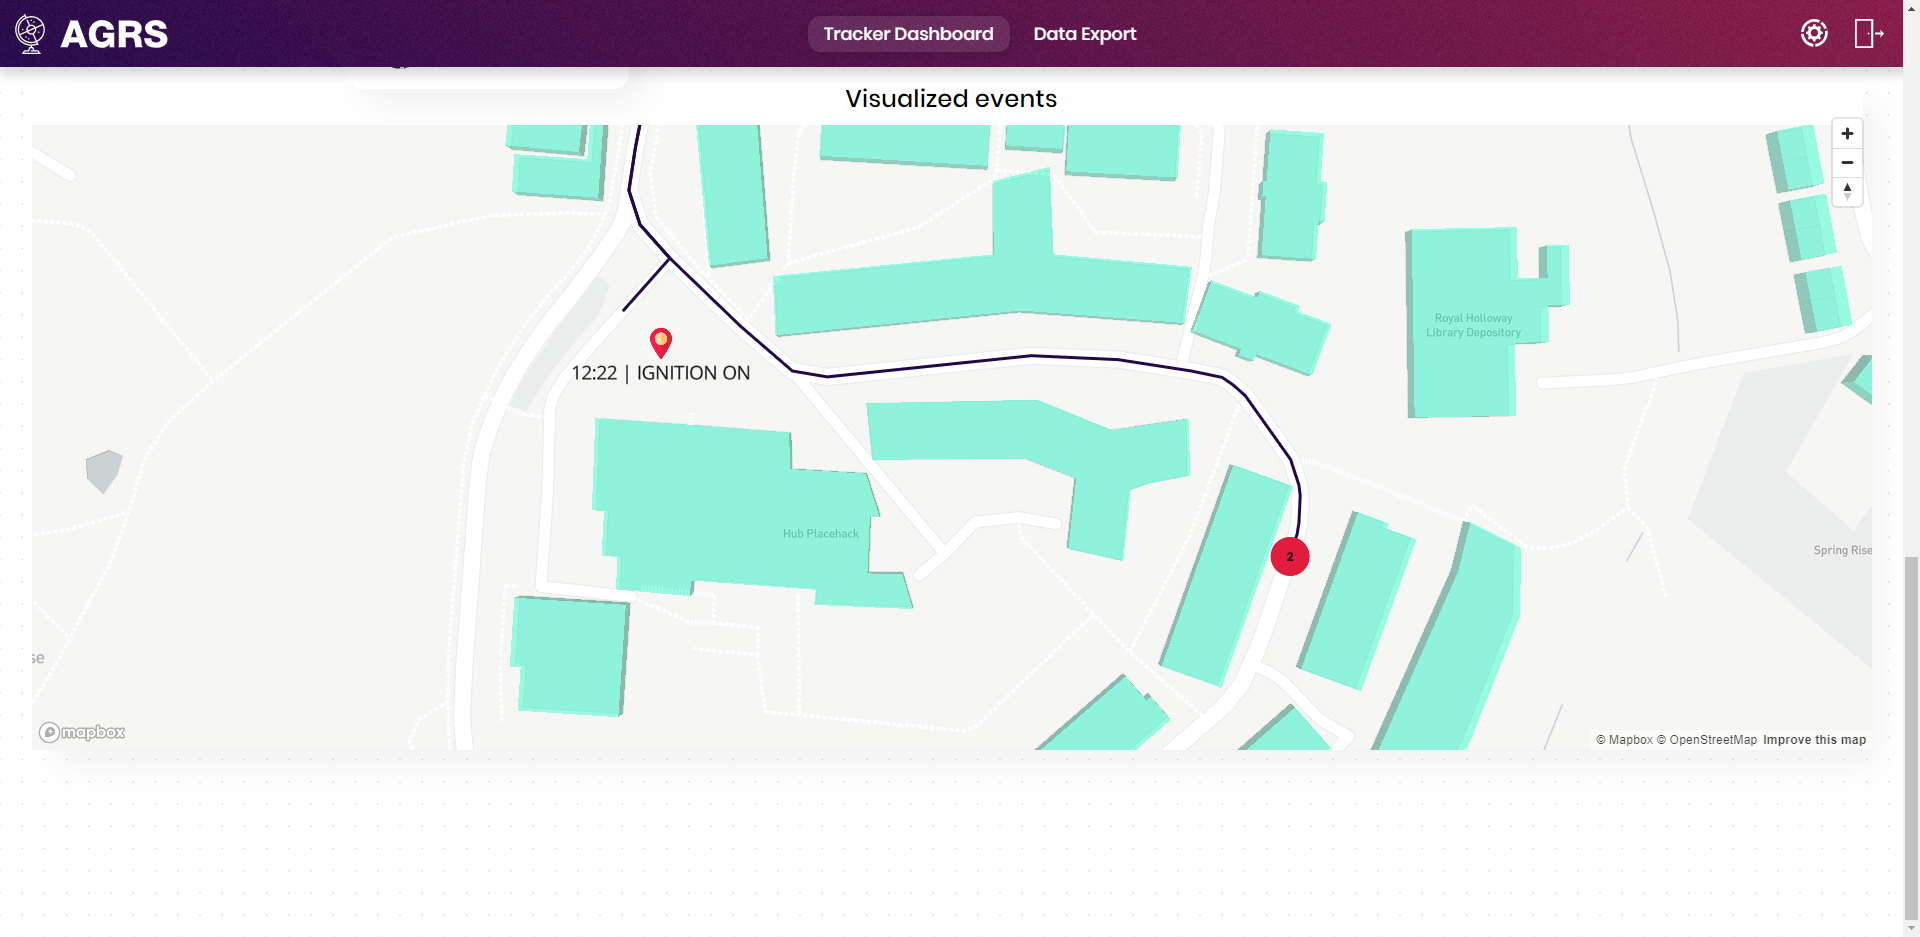 AGRS
Tracker Dashboard
Data Export
Visualized events
Royal Holloway
Library Depository
12:22 | IGNITION ON
Hub Placehack
2
Spring Rise
se
mapbox
© Mapbox © OpenStreetMap Improve this map